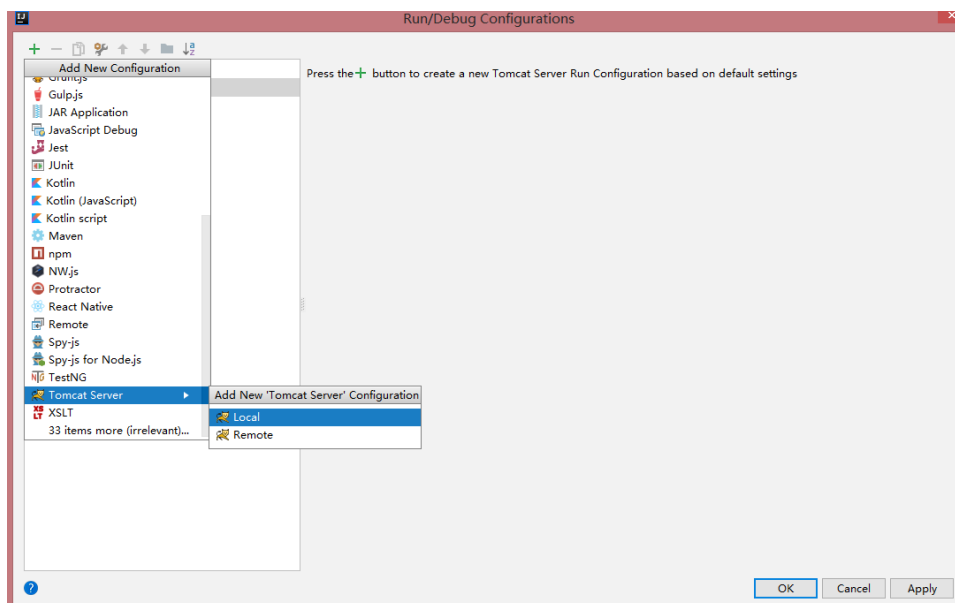 Run/Debug Configurations
Add New Configuration
Press the + button to create a new Tomcat Server Run Configuration based on default settings
Grunt.js
Gulp.js
JAR Application
JavaScript Debug
Jest
JUnit
Kotlin
Kotlin (JavaScript)
Kotlin script
Maven
npm
NW.js
Protractor
React Native
Remote
Spy-js
Spy-js for Node.js
TestNG
Tomcat Server
Add New 'Tomcat Server' Configuration
XSLT
Local
33 items more (irrelevant)...
Remote
OK
Cancel
Apply